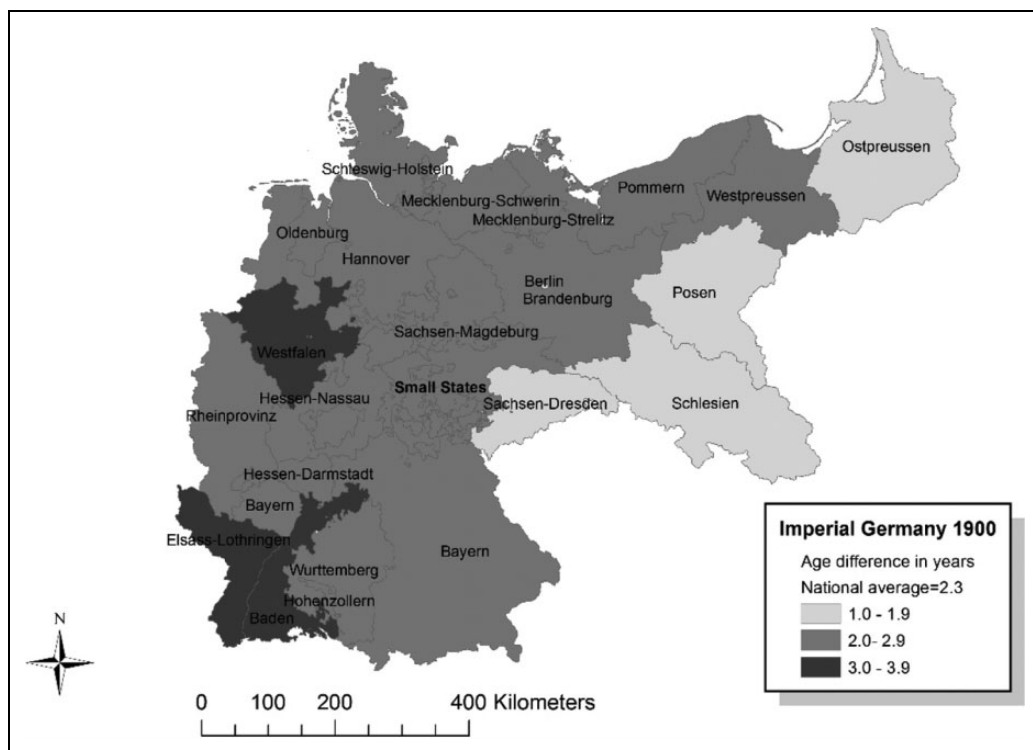 Ostpreussen
Schleswig-Holstein
Pommern
Westpreussen
Mecklenburg-Schwerin
Mecklenburg-Strelitz
Oldenburg
Hannover
Berlin
Brandenburg
Posen
Sachsen-Magdeburg
Westfalen
Small States
Hessen-Nassau
Sachsen-Dresden
Schlesien
Rheinprovinz
Hessen-Darmstadt
Bayern
Elsass-Lothringen
Bayern
Wurttemberg
Hohenzollern
Baden
Imperial Germany 1900
Age difference in years
National average=2.3
1.0 - 1.9
2.0- 2.9
3.0 - 3.9
N
0 100 200 400 Kilometers